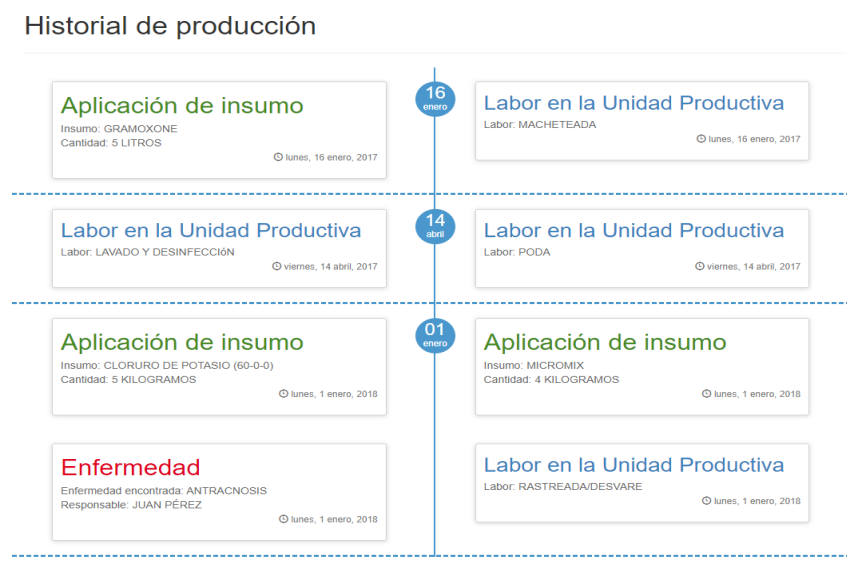 Historial de producción
16
enero
Aplicación de insumo
Insumo: GRAMOXONE
Cantidad: 5 LITROS
lunes, 16 enero, 2017
Labor en la Unidad Productiva
Labor: MACHETEADA
lunes, 16 enero, 2017
14
abril
Labor en la Unidad Productiva
Labor: LAVADO Y DESINFECCIóN
viernes, 14 abril, 2017
Labor en la Unidad Productiva
Labor: PODA
viernes, 14 abril, 2017
01
enero
Aplicación de insumo
Insumo: CLORURO DE POTASIO (60-0-0)
Cantidad: 5 KILOGRAMOS
lunes, 1 enero, 2018
Aplicación de insumo
Insumo: MICROMIX
Cantidad: 4 KILOGRAMOS
lunes, 1 enero, 2018
Enfermedad
Enfermedad encontrada: ANTRACNOSIS
Responsable: JUAN PÉREZ
lunes, 1 enero, 2018
Labor en la Unidad Productiva
Labor: RASTREADA/DESVARE
lunes, 1 enero, 2018